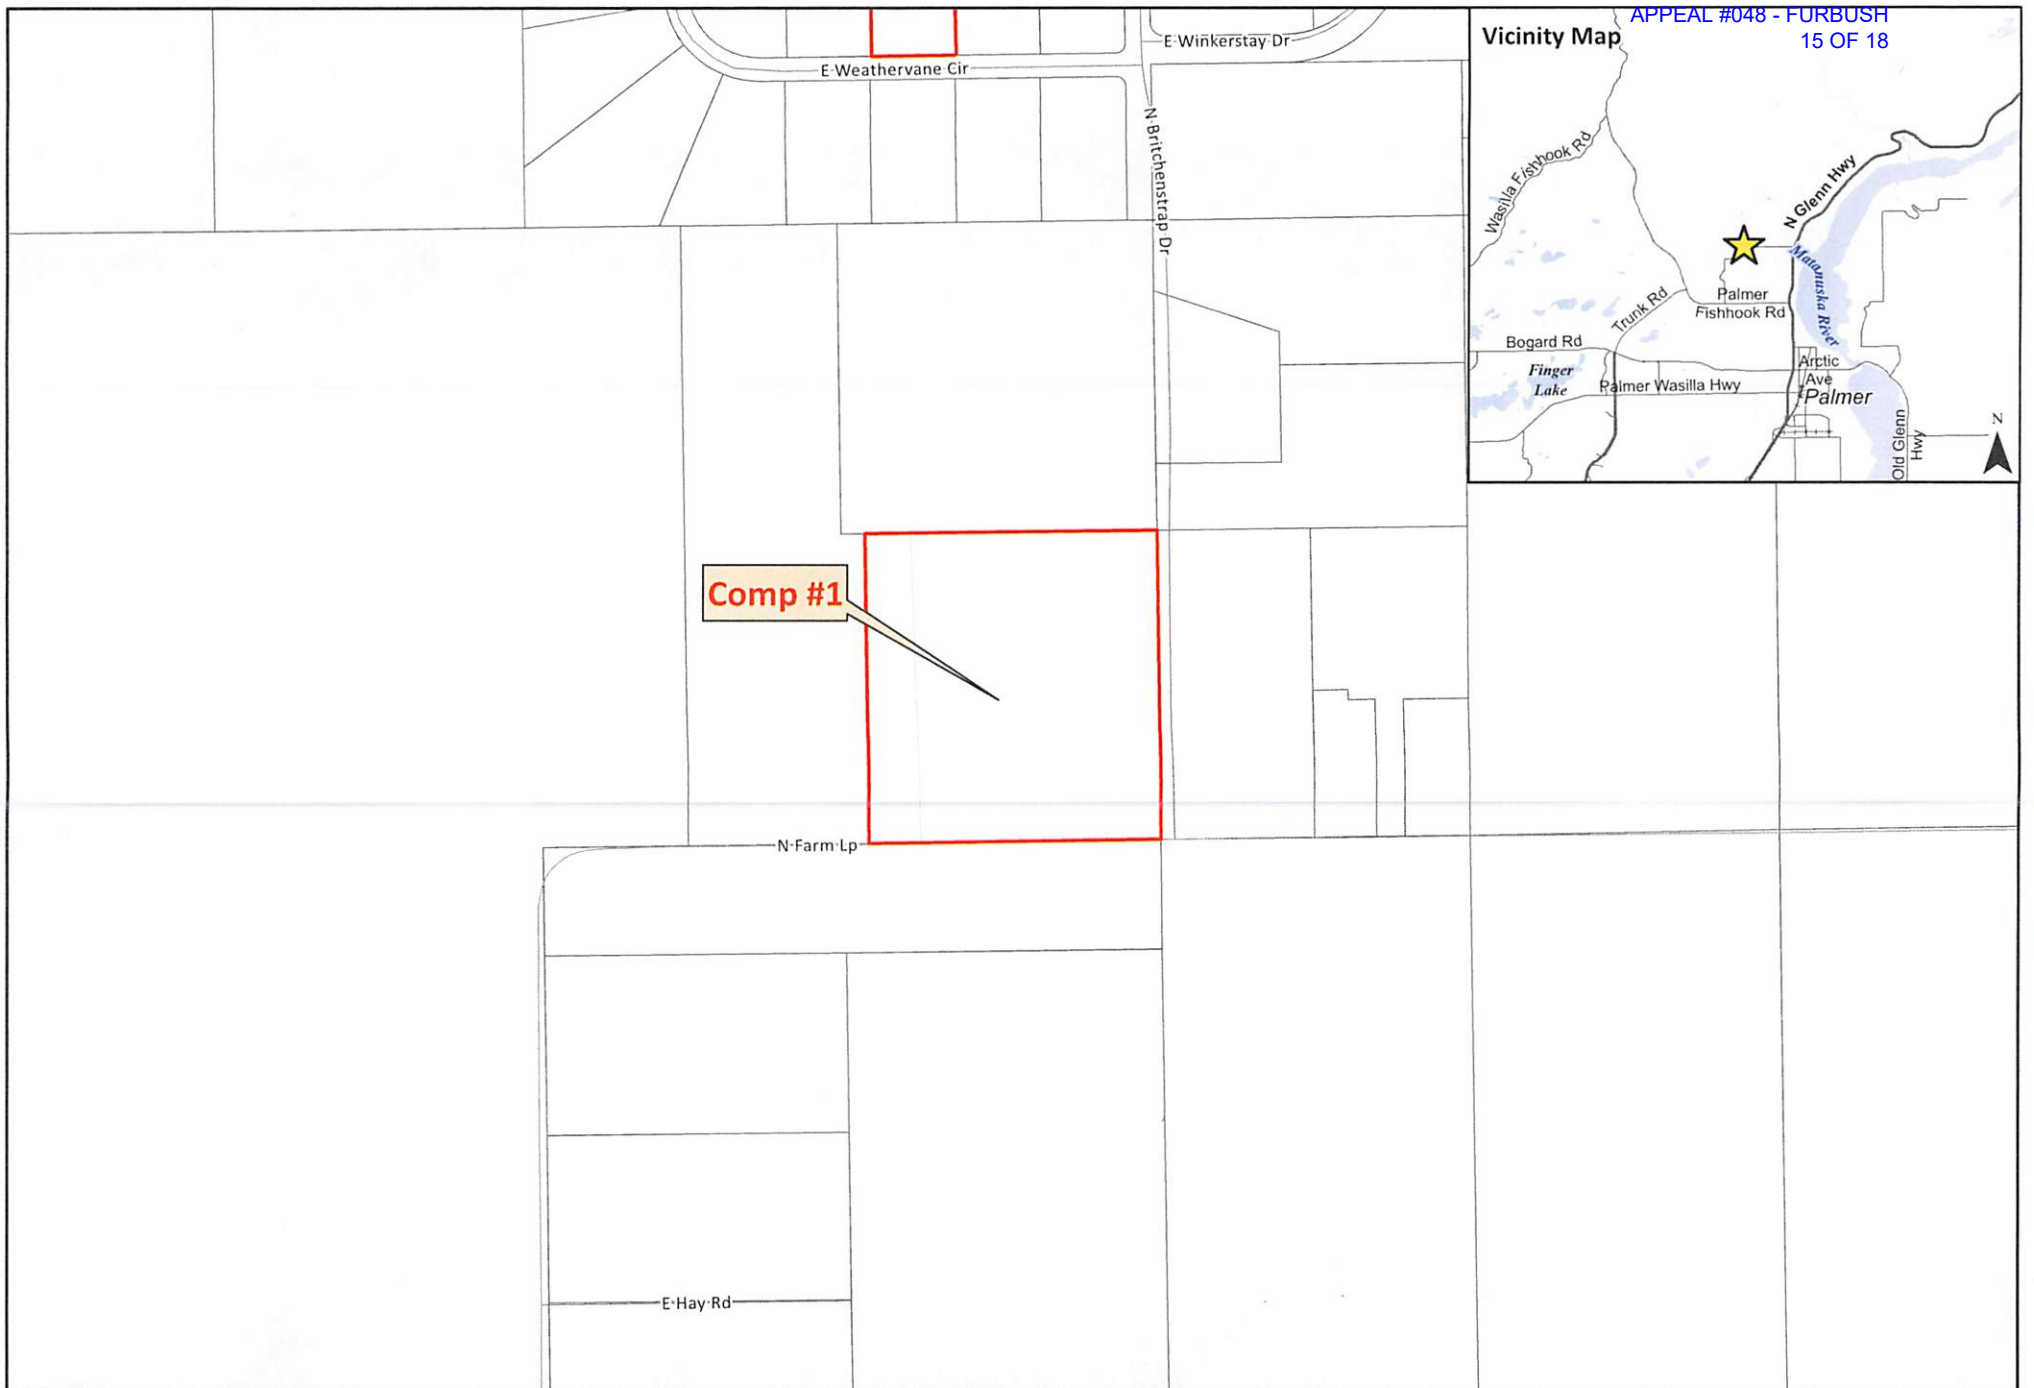 APPEAL #048 - FURBUSH
15 OF 18
Vicinity Map
E Winkerstay Dr
E Weathervane Cir
N Britchenstrap Dr
Comp #1
N Farm Lp
E Hay Rd
Wasilla Fishhook Rd
N Glenn Hwy
Matanuska River
Trunk Rd
Palmer
Fishhook Rd
Bogard Rd
Finger
Lake
Palmer Wasilla Hwy
Arctic
Ave
Palmer
Old Glenn
Hwy
N